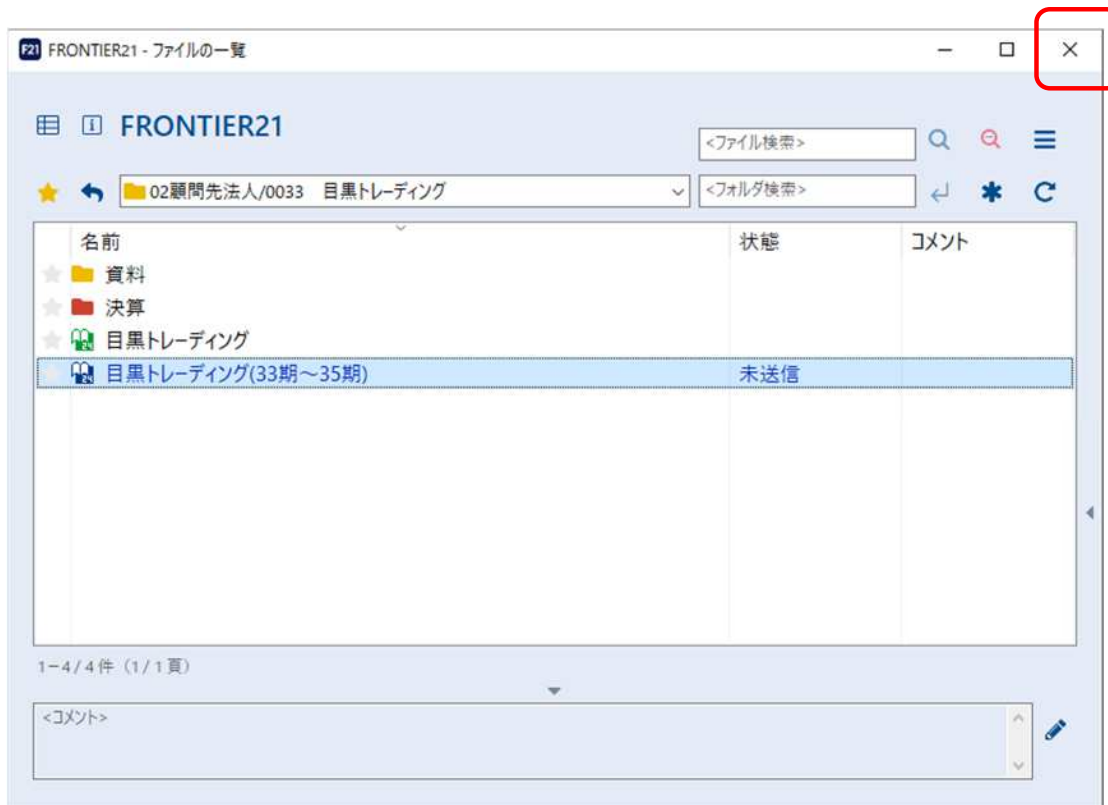 F21 FRONTIER21 - ファイルの一覧
FRONTIER21
<ファイル検索>
02顧問先法人/0033　目黒トレーディング
<フォルダ検索>
名前 状態 コメント
資料
決算
目黒トレーディング
目黒トレーディング(33期～35期) 未送信
1-4/4件 (1/1頁)
<コメント>